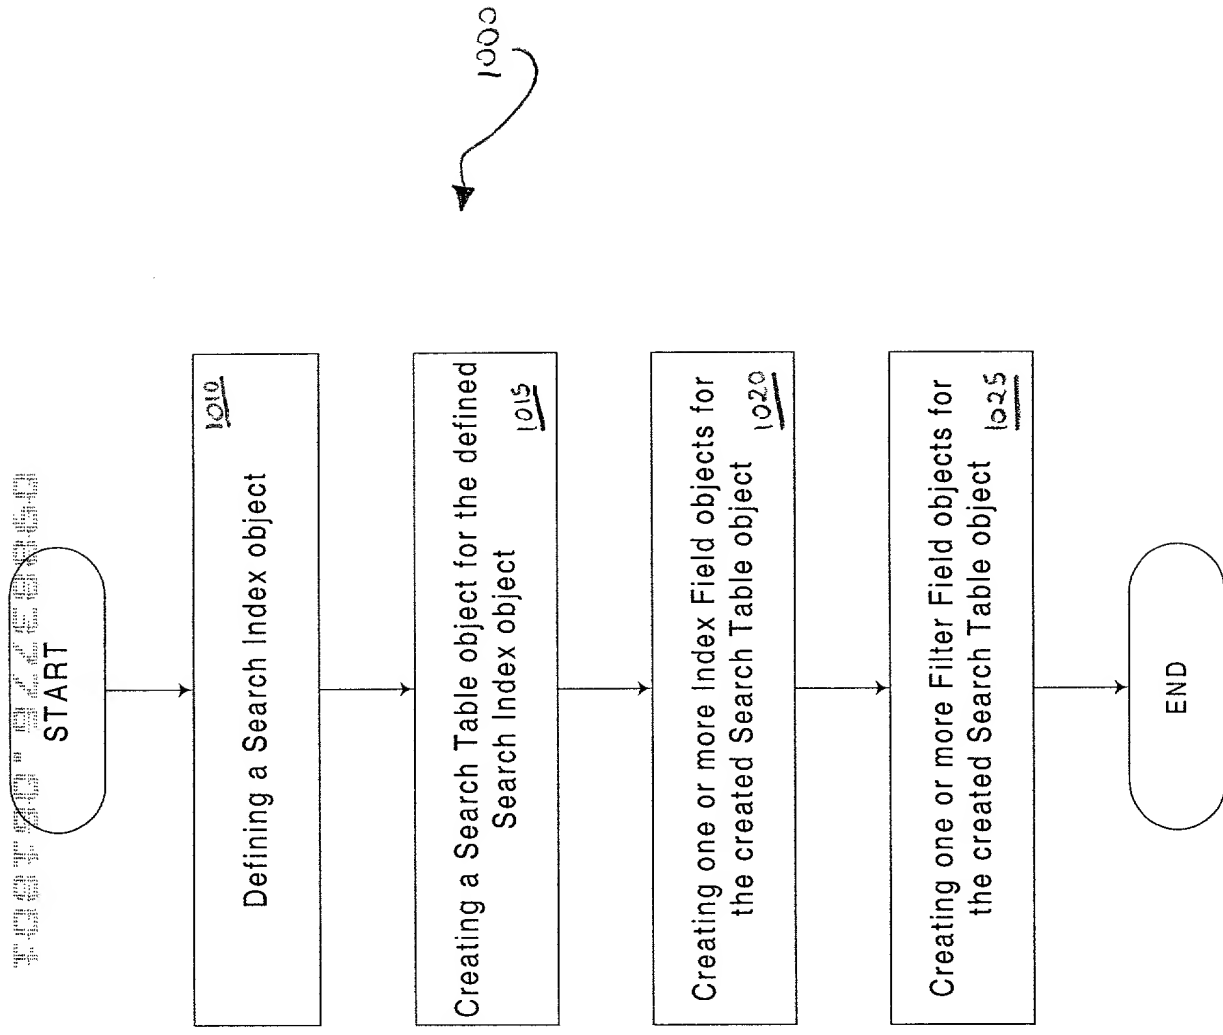 START
1010
Defining a Search Index object
Creating a Search Table object for the defined
Search Index object
1015
Creating one or more Index Field objects for
the created Search Table object
1020
Creating one or more Filter Field objects for
the created Search Table object
1025
END
1000